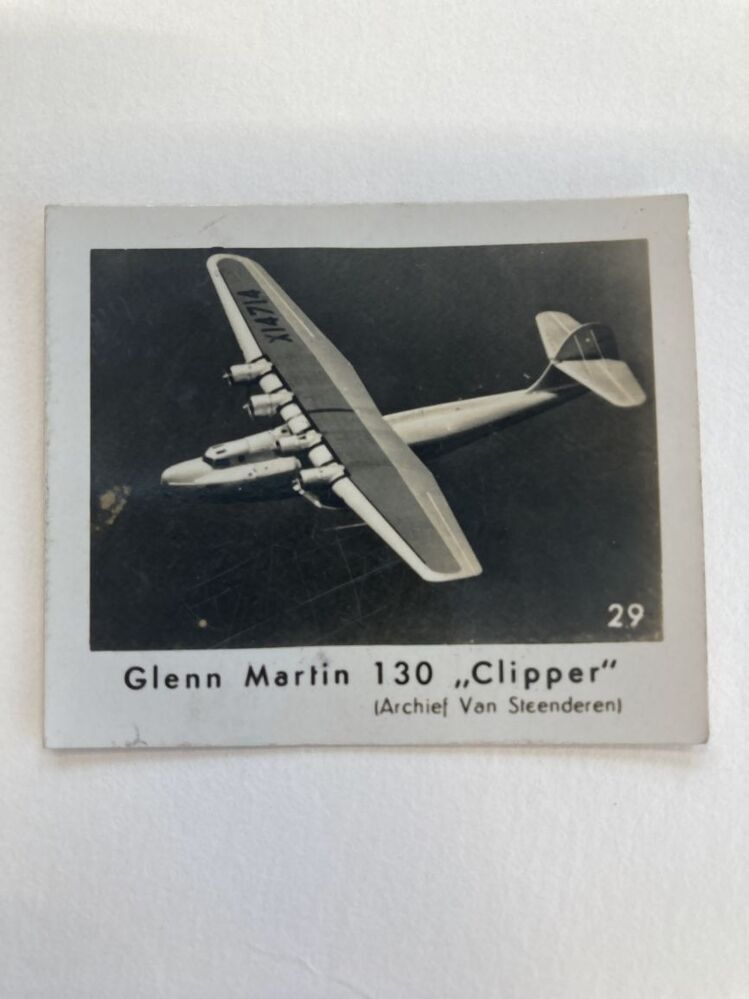 X14714
29
Glenn Martin 130 „Clipper"
(Archief Van Steenderen)